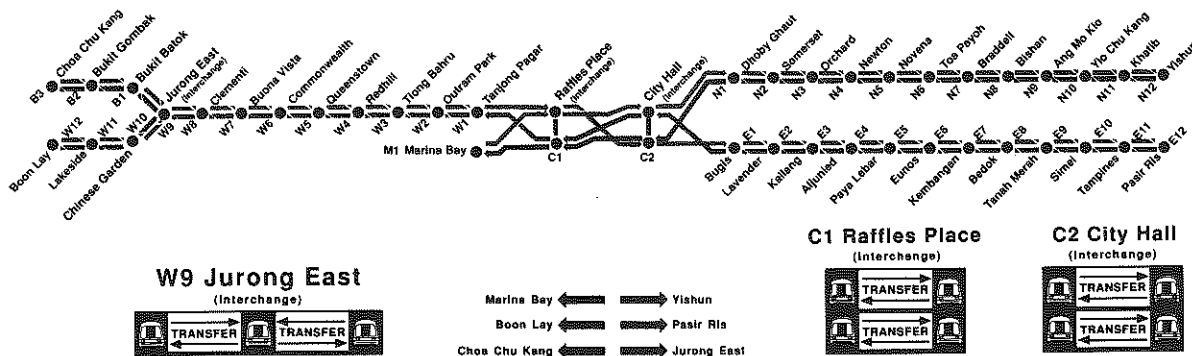 Choa Chu Kang
Bukit Gombak
Bukit Batok
Jurong East
(Interchange)
Clementi
Buona Vista
Commonwealth
Queenstown
Redhill
Tiong Bahru
Outram Park
Tanjong Pagar
Raffles Place
(Interchange)
City Hall
(Interchange)
Dhoby Ghaut
Somerset
Orchard
Newton
Novena
Toa Payoh
Braddell
Bishan
Ang Mo Kio
Yio Chu Kang
Khatib
Yishun
B3 B2 B1
N1 N2 N3 N4 N5 N6 N7 N8 N9 N10 N11 N12
W12 W11 W10 W9 W8 W7 W6 W5 W4 W3 W2 W1
M1 Marina Bay
C1
C2
E1 E2 E3 E4 E5 E6 E7 E8 E9 E10 E11 E12
Boon Lay
Lakeside
Chinese Garden
Bugis
Lavender
Kallang
Aljunied
Paya Lebar
Eunos
Kembangan
Bedok
Tanah Merah
Simei
Tampines
Pasir Ris
C1 Raffles Place
(Interchange)
TRANSFER
TRANSFER
C2 City Hall
(Interchange)
TRANSFER
TRANSFER
W9 Jurong East
(Interchange)
TRANSFER TRANSFER
Marina Bay Yishun
Boon Lay Pasir Ris
Choa Chu Kang Jurong East